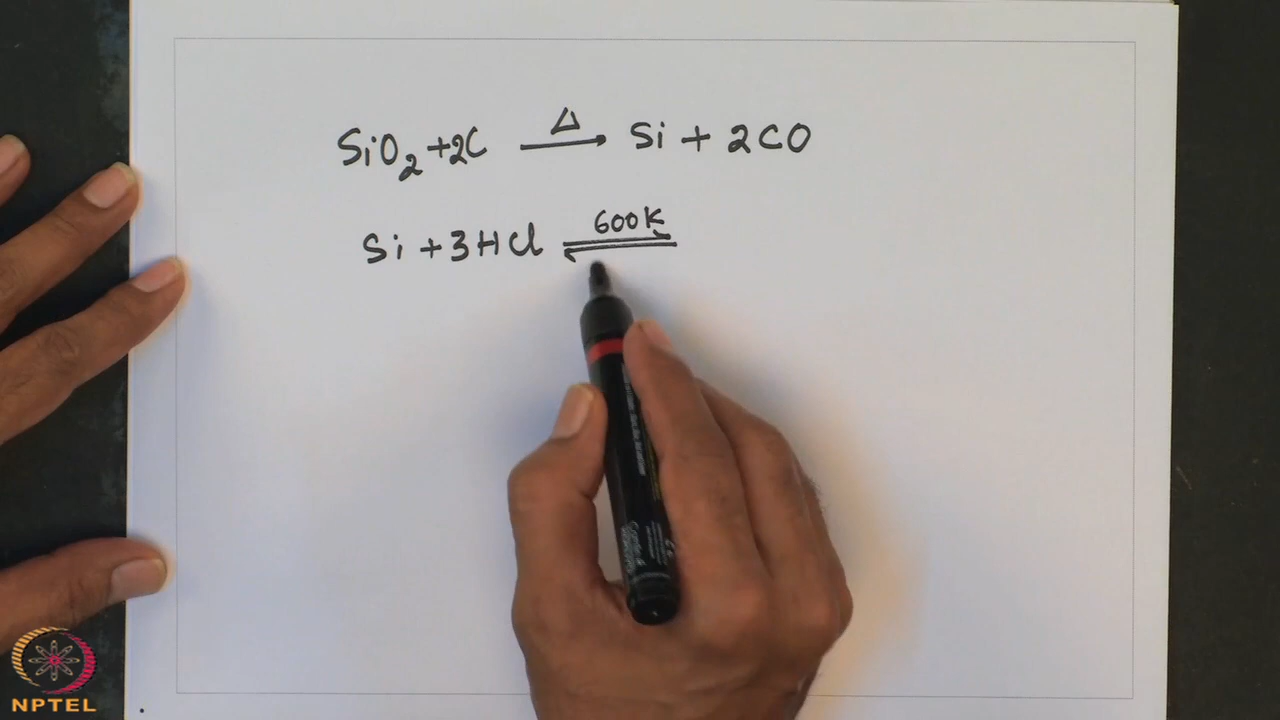 SiO2 + 2C →Δ Si + 2CO
Si + 3HCl ⇌600K
NPTEL